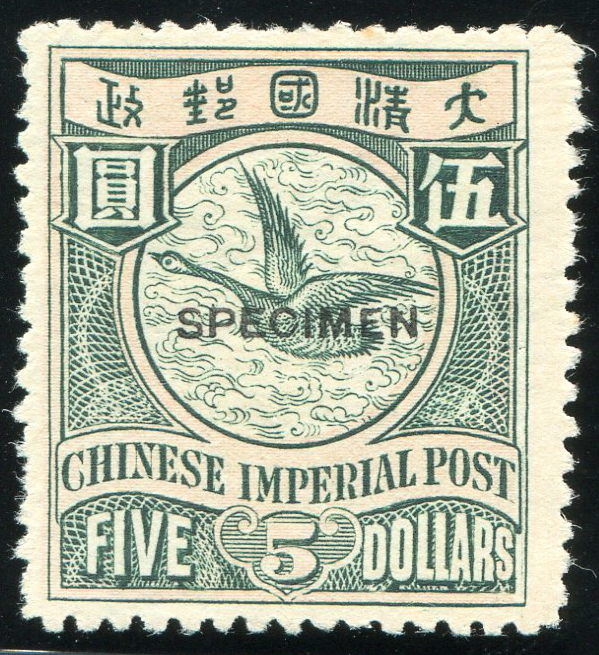 大清國郵政
伍圓
SPECIMEN
CHINESE IMPERIAL POST
FIVE 5 DOLLARS